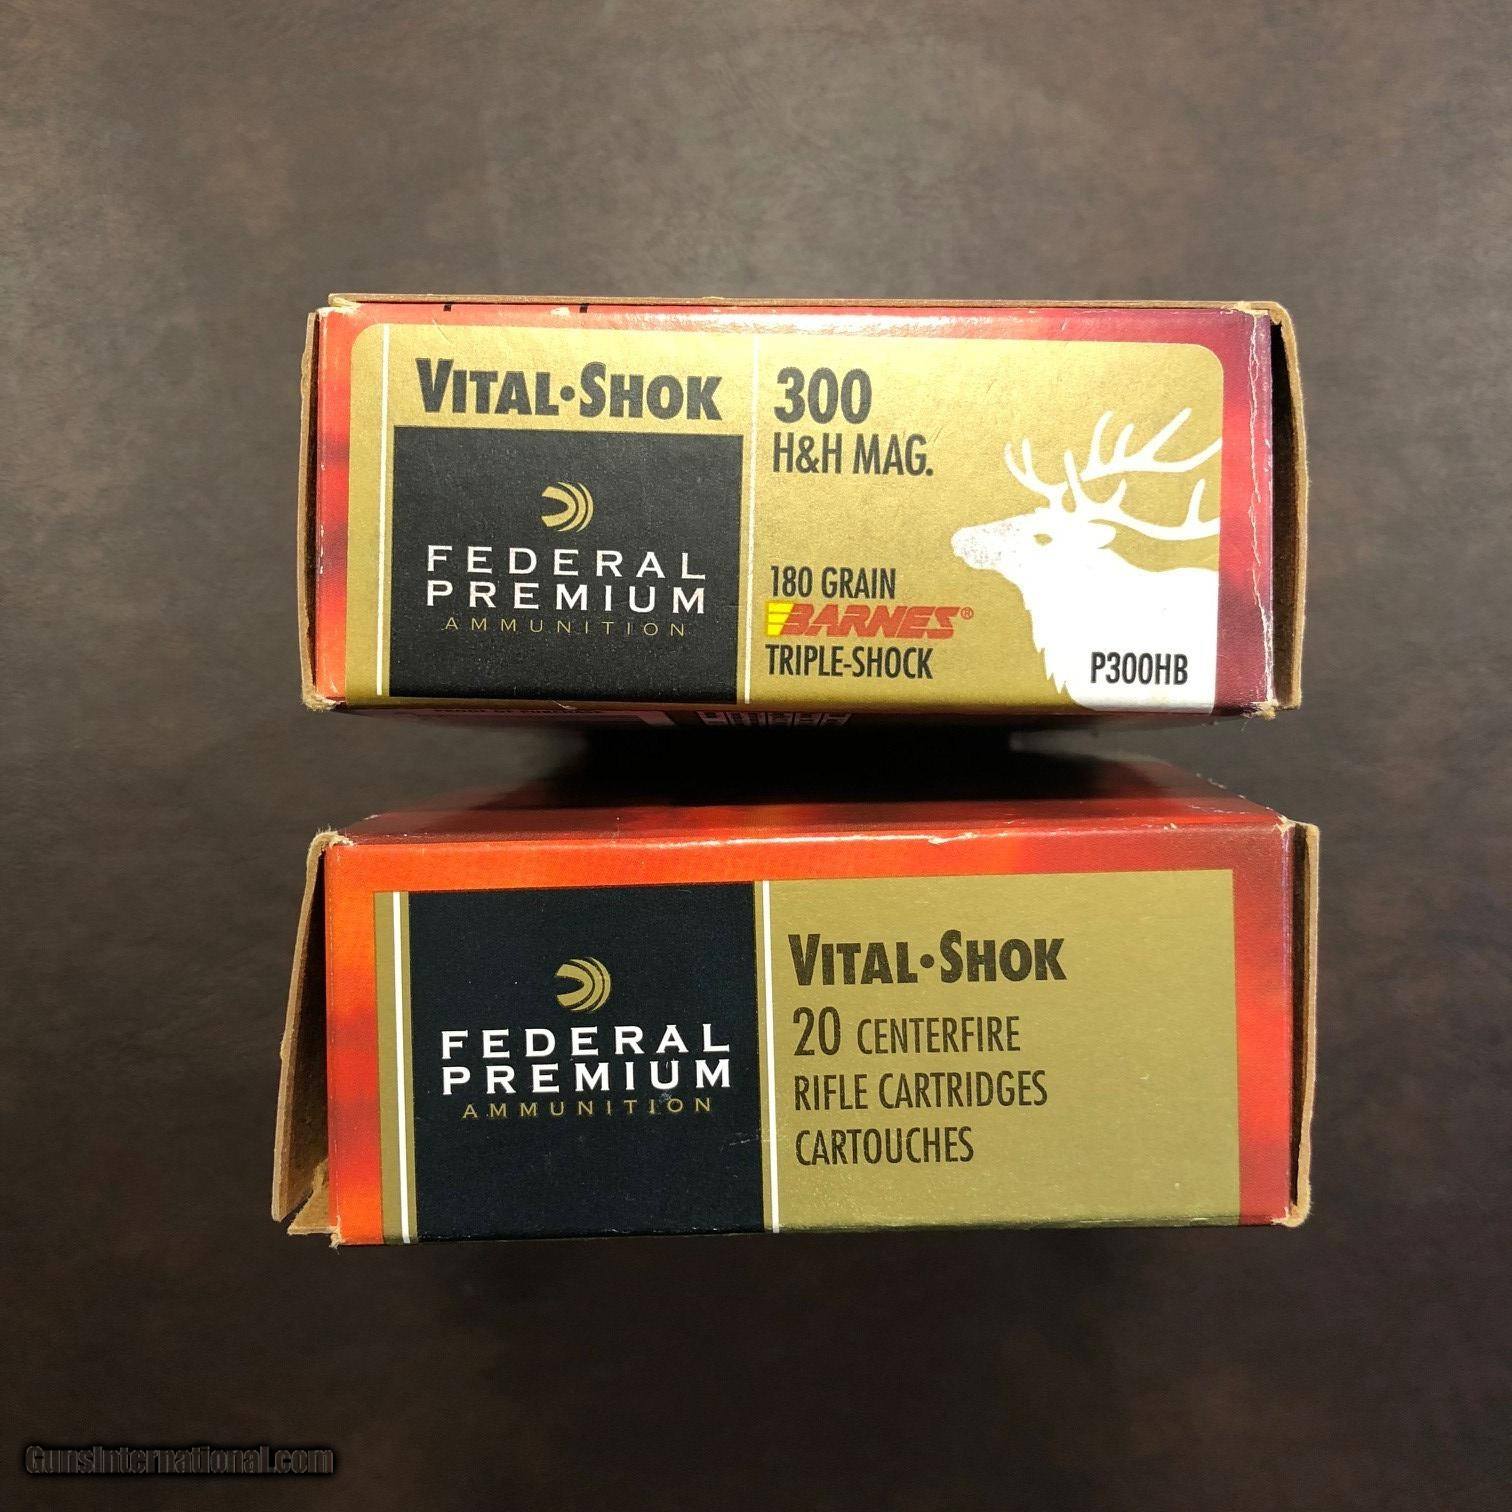 VITAL•SHOK
FEDERAL
PREMIUM
AMMUNITION
300
H&H MAG.
180 GRAIN
BARNES®
TRIPLE-SHOCK
P300HB
FEDERAL
PREMIUM
AMMUNITION
VITAL•SHOK
20 CENTERFIRE
RIFLE CARTRIDGES
CARTOUCHES
GunsInternational.com